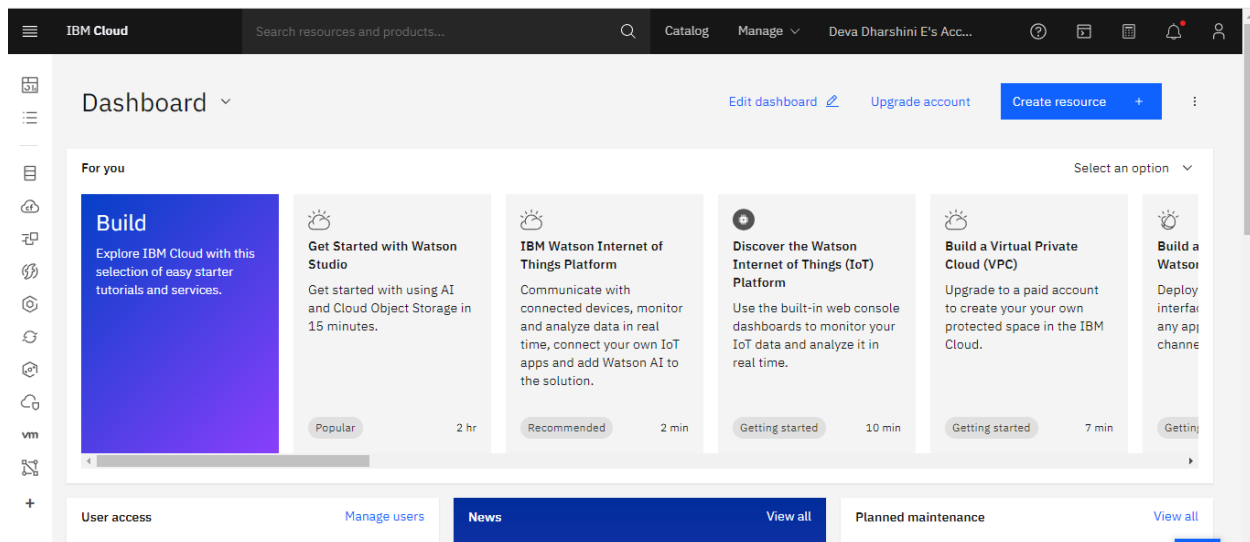 IBM Cloud
Search resources and products...
Catalog
Manage
Deva Dharshini E's Acc...
Dashboard
Edit dashboard
Upgrade account
Create resource +
For you
Select an option
Build
Explore IBM Cloud with this
selection of easy starter
tutorials and services.
Get Started with Watson
Studio
Get started with using AI
and Cloud Object Storage in
15 minutes.
Popular
2 hr
IBM Watson Internet of
Things Platform
Communicate with
connected devices, monitor
and analyze data in real
time, connect your own IoT
apps and add Watson AI to
the solution.
Recommended
2 min
Discover the Watson
Internet of Things (IoT)
Platform
Use the built-in web console
dashboards to monitor your
IoT data and analyze it in
real time.
Getting started
10 min
Build a Virtual Private
Cloud (VPC)
Upgrade to a paid account
to create your your own
protected space in the IBM
Cloud.
Getting started
7 min
Build a
Watson
Deploy
interfac
any app
channe
Getting
vm
User access
Manage users
News
View all
Planned maintenance
View all